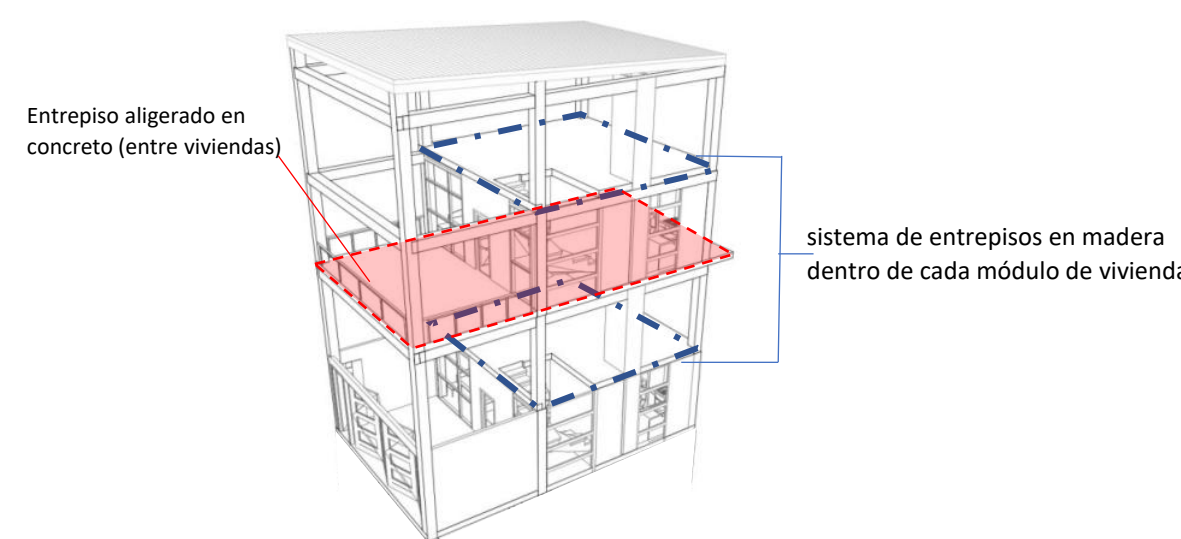 Entrepiso aligerado en
concreto (entre viviendas)
sistema de entrepisos en madera
dentro de cada módulo de vivienda